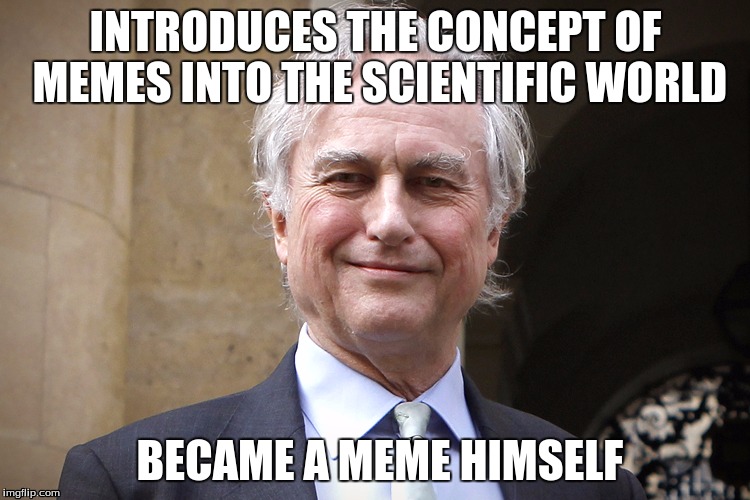 INTRODUCES THE CONCEPT OF
MEMES INTO THE SCIENTIFIC WORLD
BECAME A MEME HIMSELF
imgflip.com